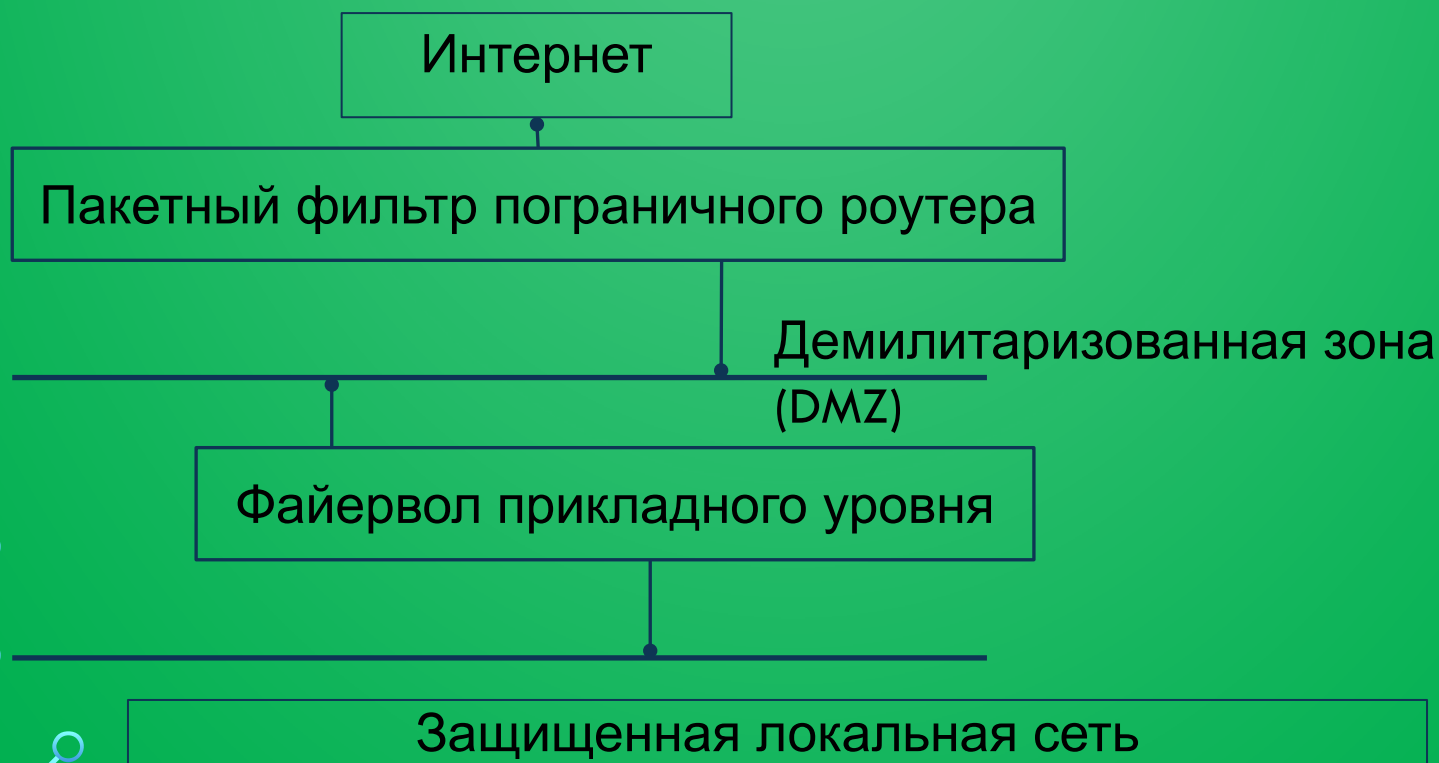 Интернет
Пакетный фильтр пограничного роутера
Демилитаризованная зона
(DMZ)
Файервол прикладного уровня
Защищенная локальная сеть